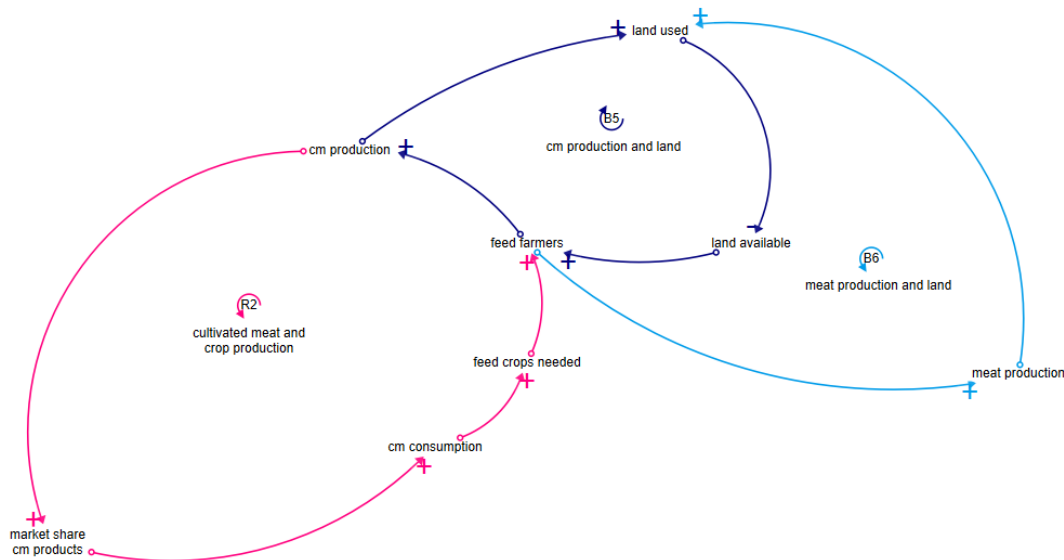 land used
B5
cm production and land
cm production
feed farmers
land available
B6
meat production and land
R2
cultivated meat and
crop production
feed crops needed
meat production
cm consumption
market share
cm products